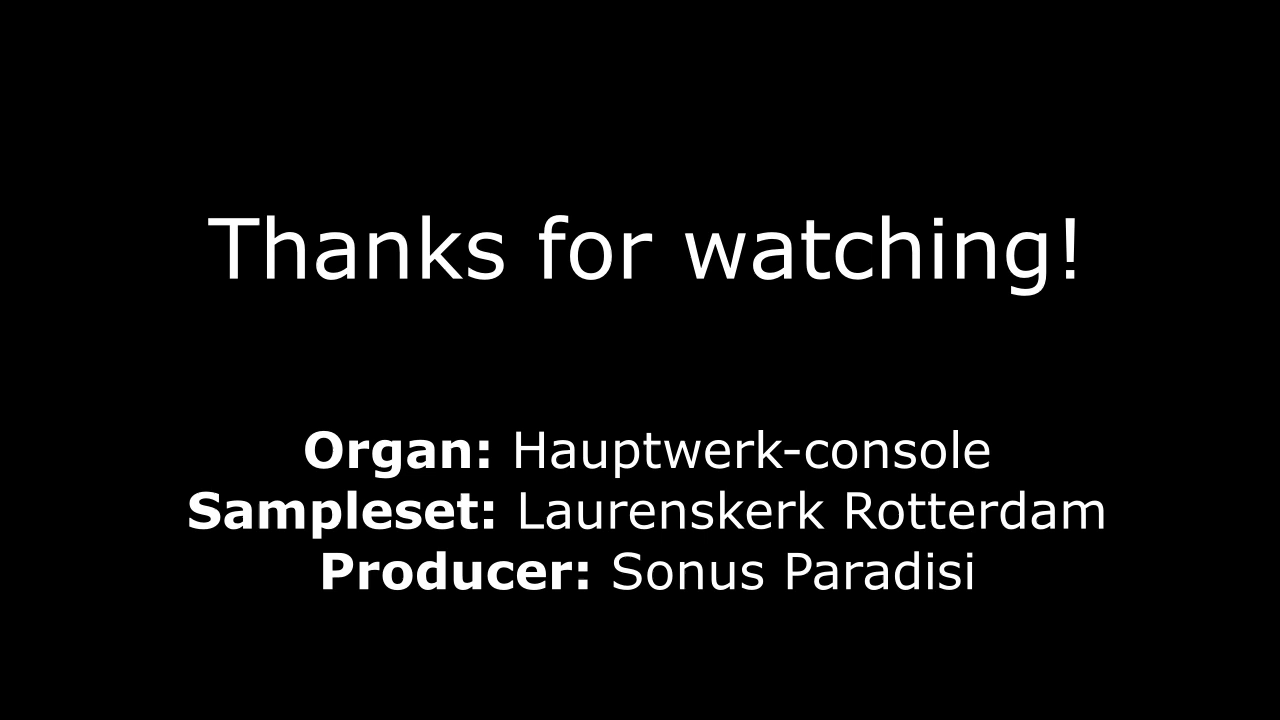 Thanks for watching!
Organ: Hauptwerk-console
Sampleset: Laurenskerk Rotterdam
Producer: Sonus Paradisi